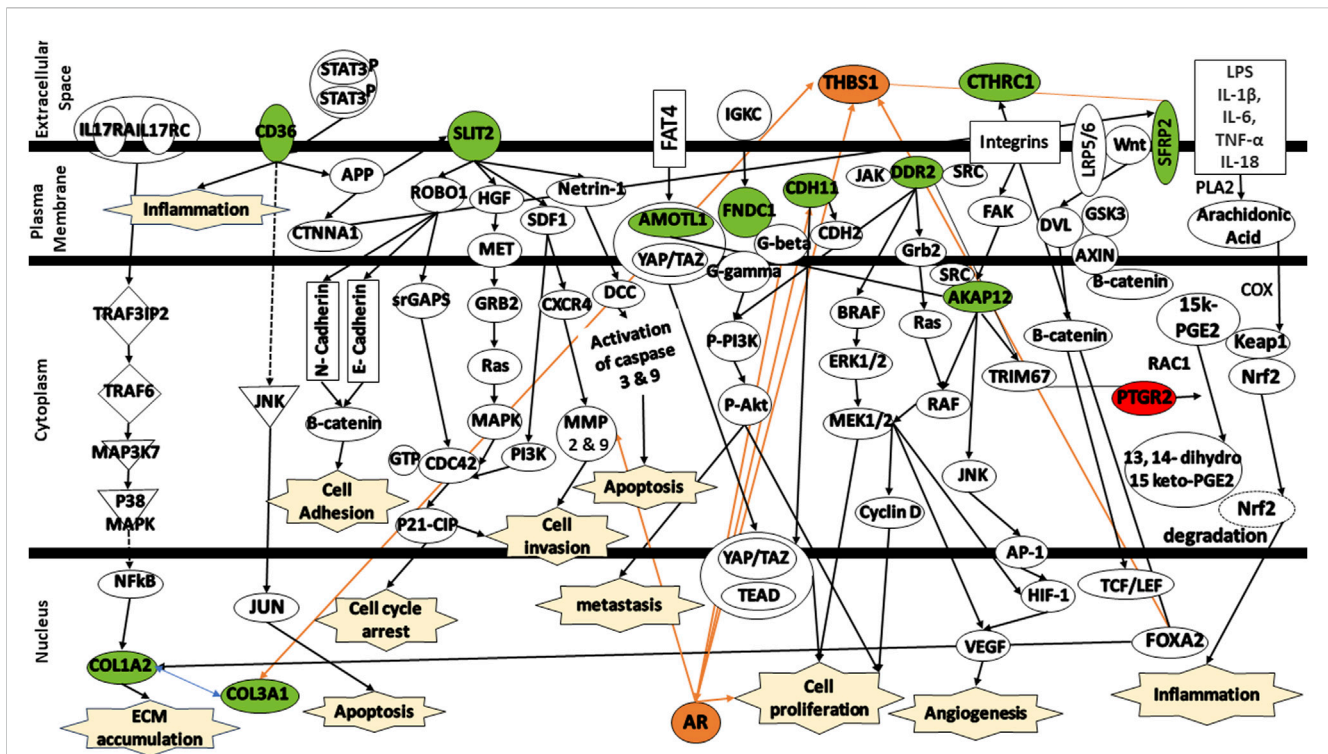 Extracellular
Space
Plasma
Membrane
Cytoplasm
Nucleus
IL17RA
IL17RC
CD36
STAT3
P
STAT3
P
SLIT2
FAT4
IGKC
THBS1
CTHRC1
Integrins
LRP5/6
Wnt
SFRP2
LPS
IL-1β,
IL-6,
TNF-α
IL-18
PLA2
Inflammation
APP
CTNNA1
ROBO1
HGF
Netrin-1
SDF1
MET
AMOTL1
YAP/TAZ
FNDC1
CDH11
G-beta
CDH2
G-gamma
JAK
DDR2
SRC
Grb2
FAK
DVL
GSK3
AXIN
B-catenin
Arachidonic
Acid
TRAF3IP2
TRAF6
MAP3K7
P38
MAPK
JNK
N- Cadherin
E- Cadherin
B-catenin
Cell
Adhesion
srGAPS
GRB2
CXCR4
DCC
Activation
of caspase
3 & 9
Ras
MAPK
GTP
CDC42
PI3K
MMP
2 & 9
P21-CIP
Cell
invasion
Apoptosis
P-PI3K
P-Akt
BRAF
ERK1/2
MEK1/2
SRC
AKAP12
Ras
RAF
TRIM67
B-catenin
JNK
Cyclin D
15k-
PGE2
COX
Keap1
Nrf2
RAC1
PTGR2
13, 14- dihydro
15 keto-PGE2
Nrf2
degradation
NFkB
JUN
Cell cycle
arrest
metastasis
YAP/TAZ
TEAD
AP-1
HIF-1
TCF/LEF
VEGF
FOXA2
COL1A2
COL3A1
ECM
accumulation
Apoptosis
AR
Cell
proliferation
Angiogenesis
Inflammation